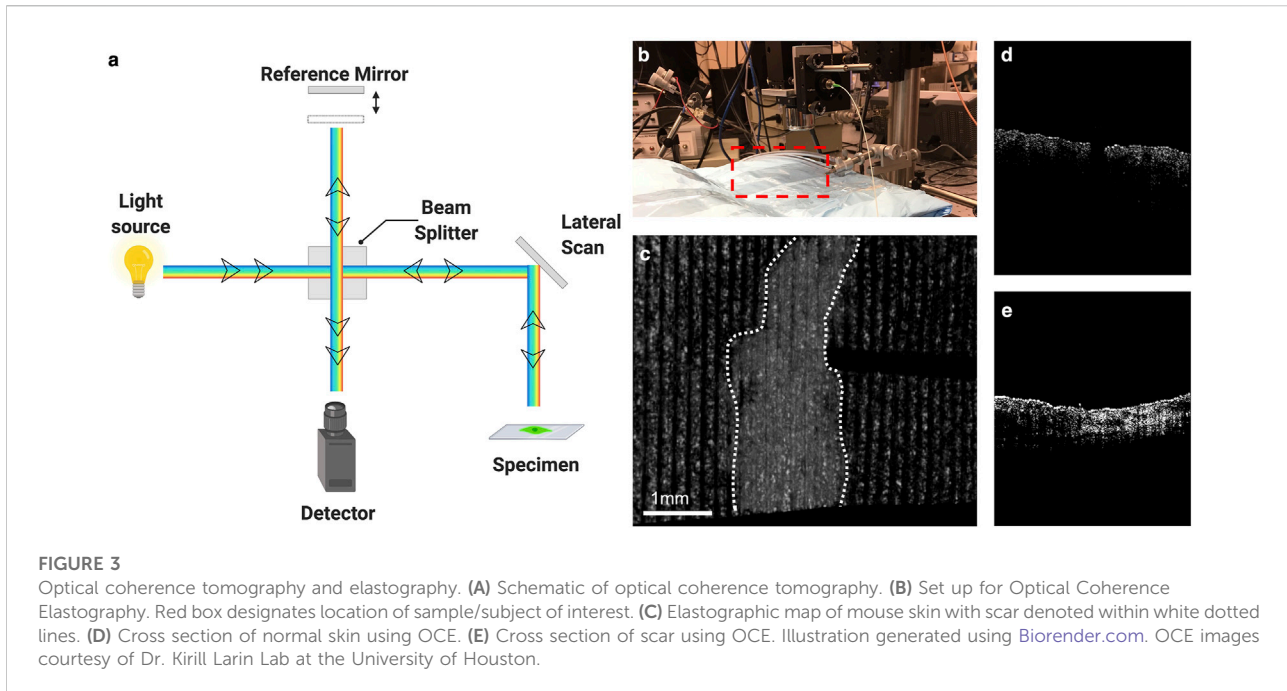 a
Reference Mirror
Light
source
Beam
Splitter
Lateral
Scan
Specimen
Detector
b
c
1mm
d
e
FIGURE 3
Optical coherence tomography and elastography. (A) Schematic of optical coherence tomography. (B) Set up for Optical Coherence
Elastography. Red box designates location of sample/subject of interest. (C) Elastographic map of mouse skin with scar denoted within white dotted
lines. (D) Cross section of normal skin using OCE. (E) Cross section of scar using OCE. Illustration generated using Biorender.com. OCE images
courtesy of Dr. Kirill Larin Lab at the University of Houston.